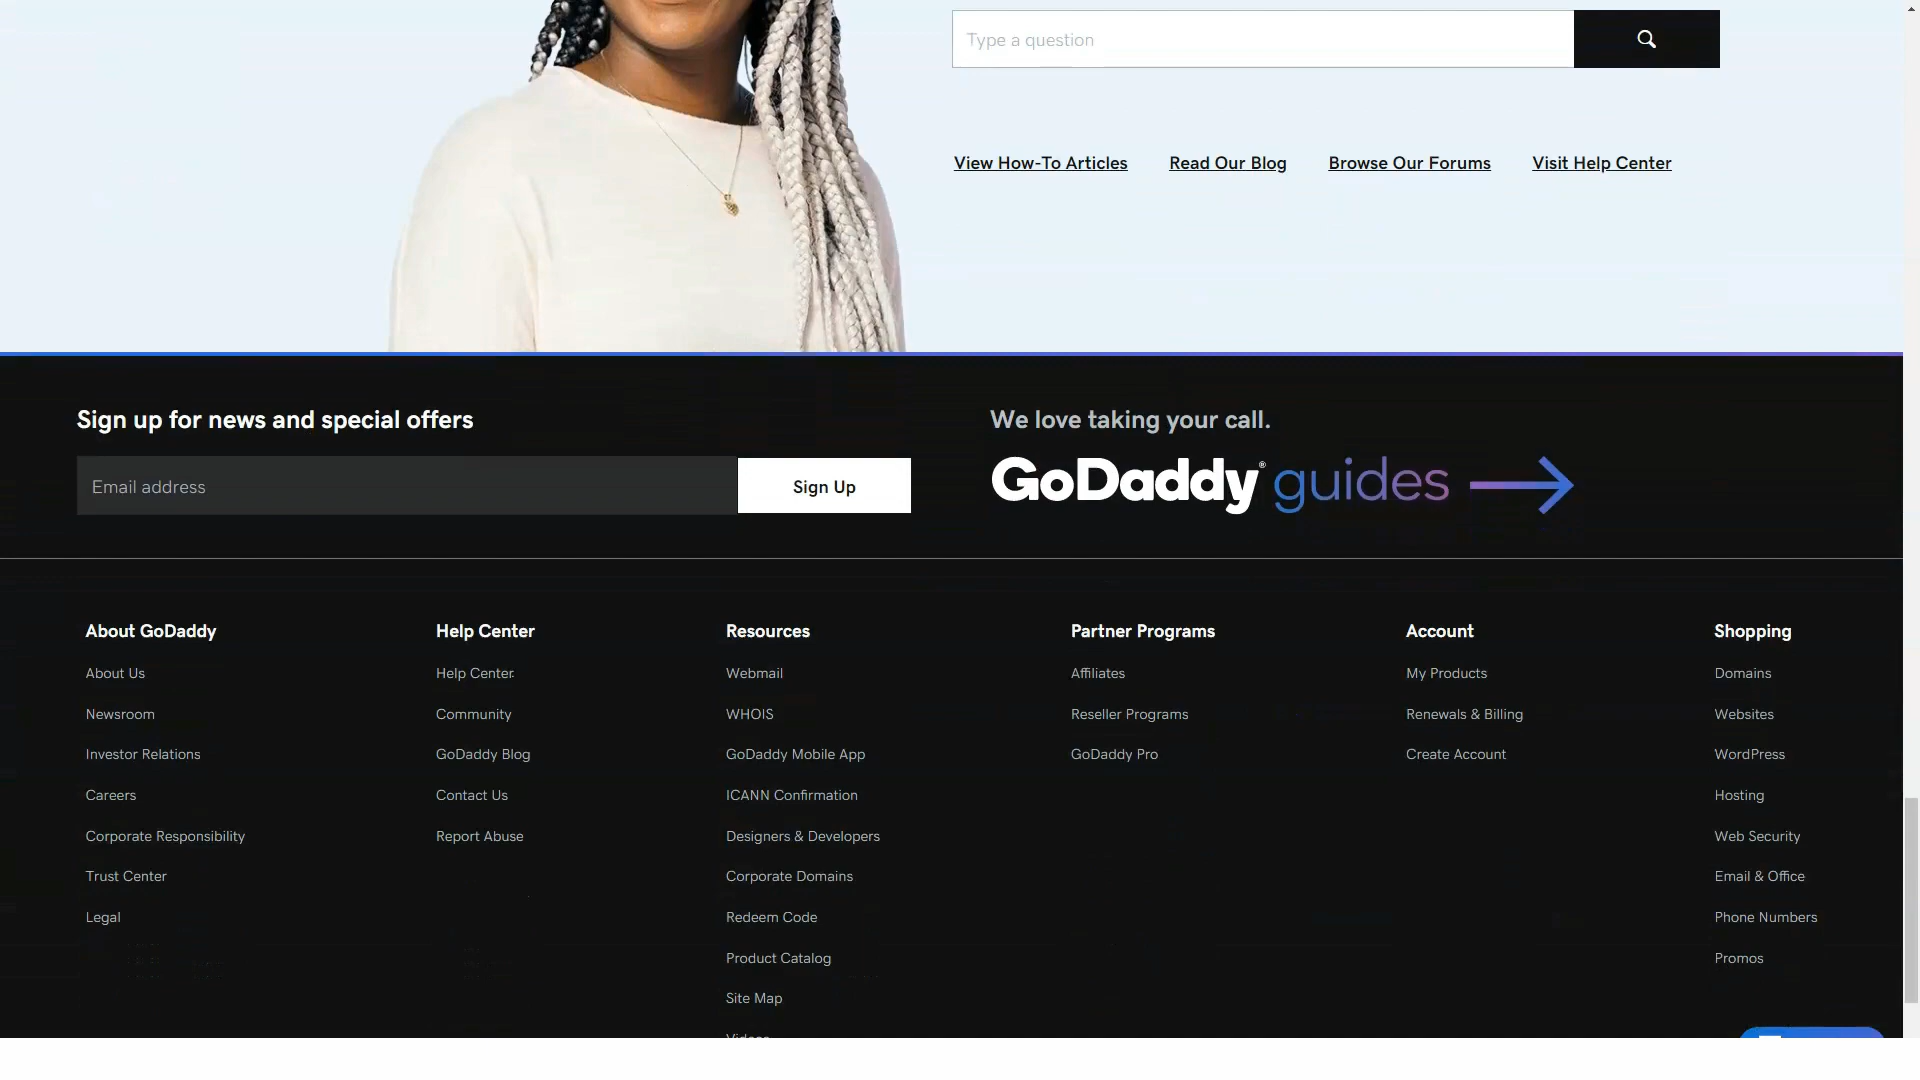 Type a question
View How-To Articles Read Our Blog Browse Our Forums Visit Help Center
Sign up for news and special offers
Email address
Sign Up
We love taking your call.
GoDaddy® guides
About GoDaddy
About Us
Newsroom
Investor Relations
Careers
Corporate Responsibility
Trust Center
Legal
Help Center
Help Center
Community
GoDaddy Blog
Contact Us
Report Abuse
Resources
Webmail
WHOIS
GoDaddy Mobile App
ICANN Confirmation
Designers & Developers
Corporate Domains
Redeem Code
Product Catalog
Site Map
Partner Programs
Affiliates
Reseller Programs
GoDaddy Pro
Account
My Products
Renewals & Billing
Create Account
Shopping
Domains
Websites
WordPress
Hosting
Web Security
Email & Office
Phone Numbers
Promos